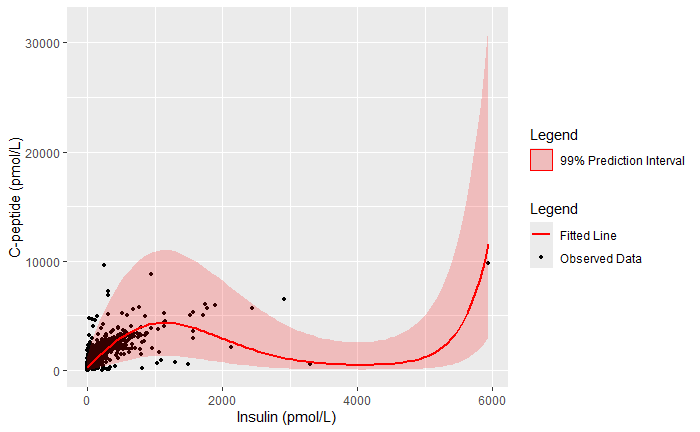 30000
20000
10000
0
C-peptide (pmol/L)
0 2000 4000 6000
Insulin (pmol/L)
Legend
99% Prediction Interval
Legend
Fitted Line
Observed Data